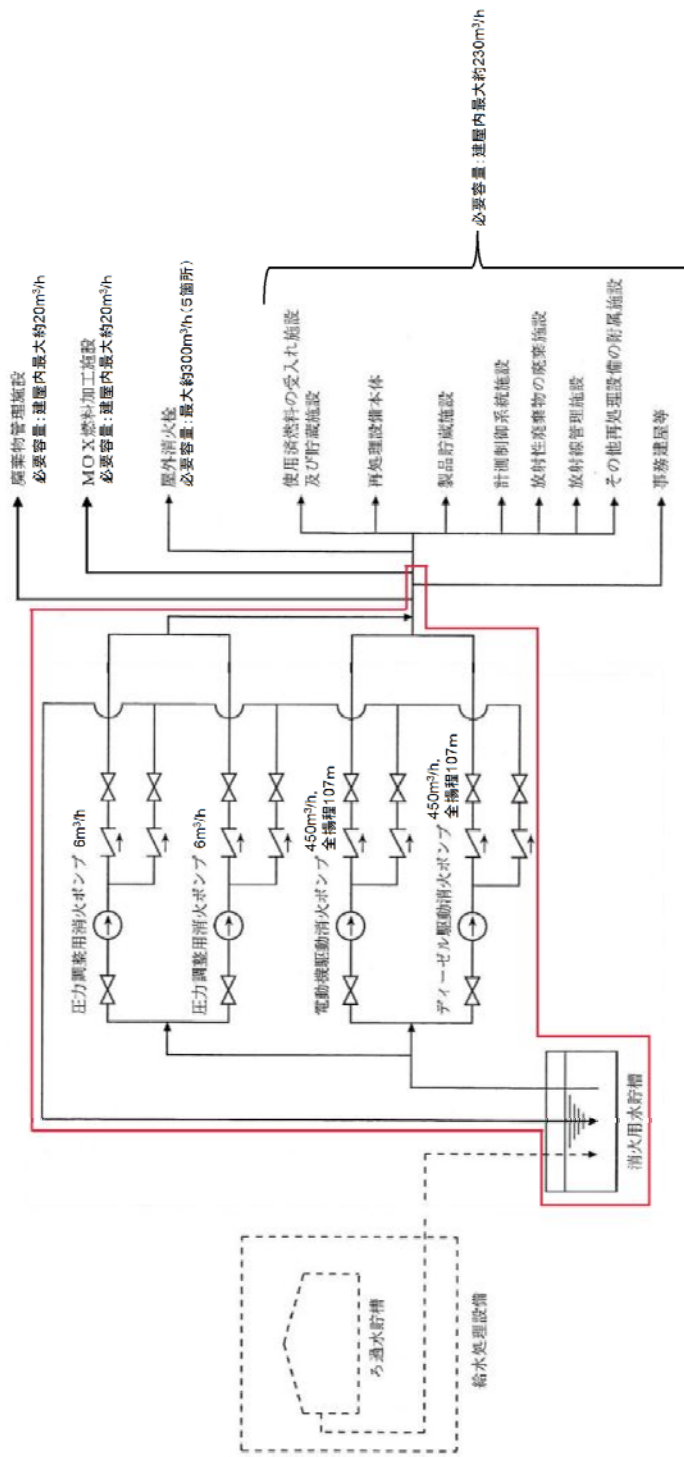 廃棄物管理施設
必要容量：建屋内最大約20m³/h
MOX燃料加工施設
必要容量：建屋内最大約20m³/h
屋外消火栓
必要容量：最大約300m³/h（5箇所）
使用済燃料の受入れ施設
及び貯蔵施設
再処理設備本体
製品貯蔵施設
計測制御系統施設
放射性廃棄物の廃棄施設
放射線管理施設
その他再処理設備の附属施設
事務建屋等
必要容量：建屋内最大約230m³/h
圧力調整用消火ポンプ 6m³/h
圧力調整用消火ポンプ 6m³/h
電動機駆動消火ポンプ 450m³/h、
全揚程107m
ディーゼル駆動消火ポンプ 450m³/h、
全揚程107m
消火用水貯槽
ろ過水貯槽
給水処理設備